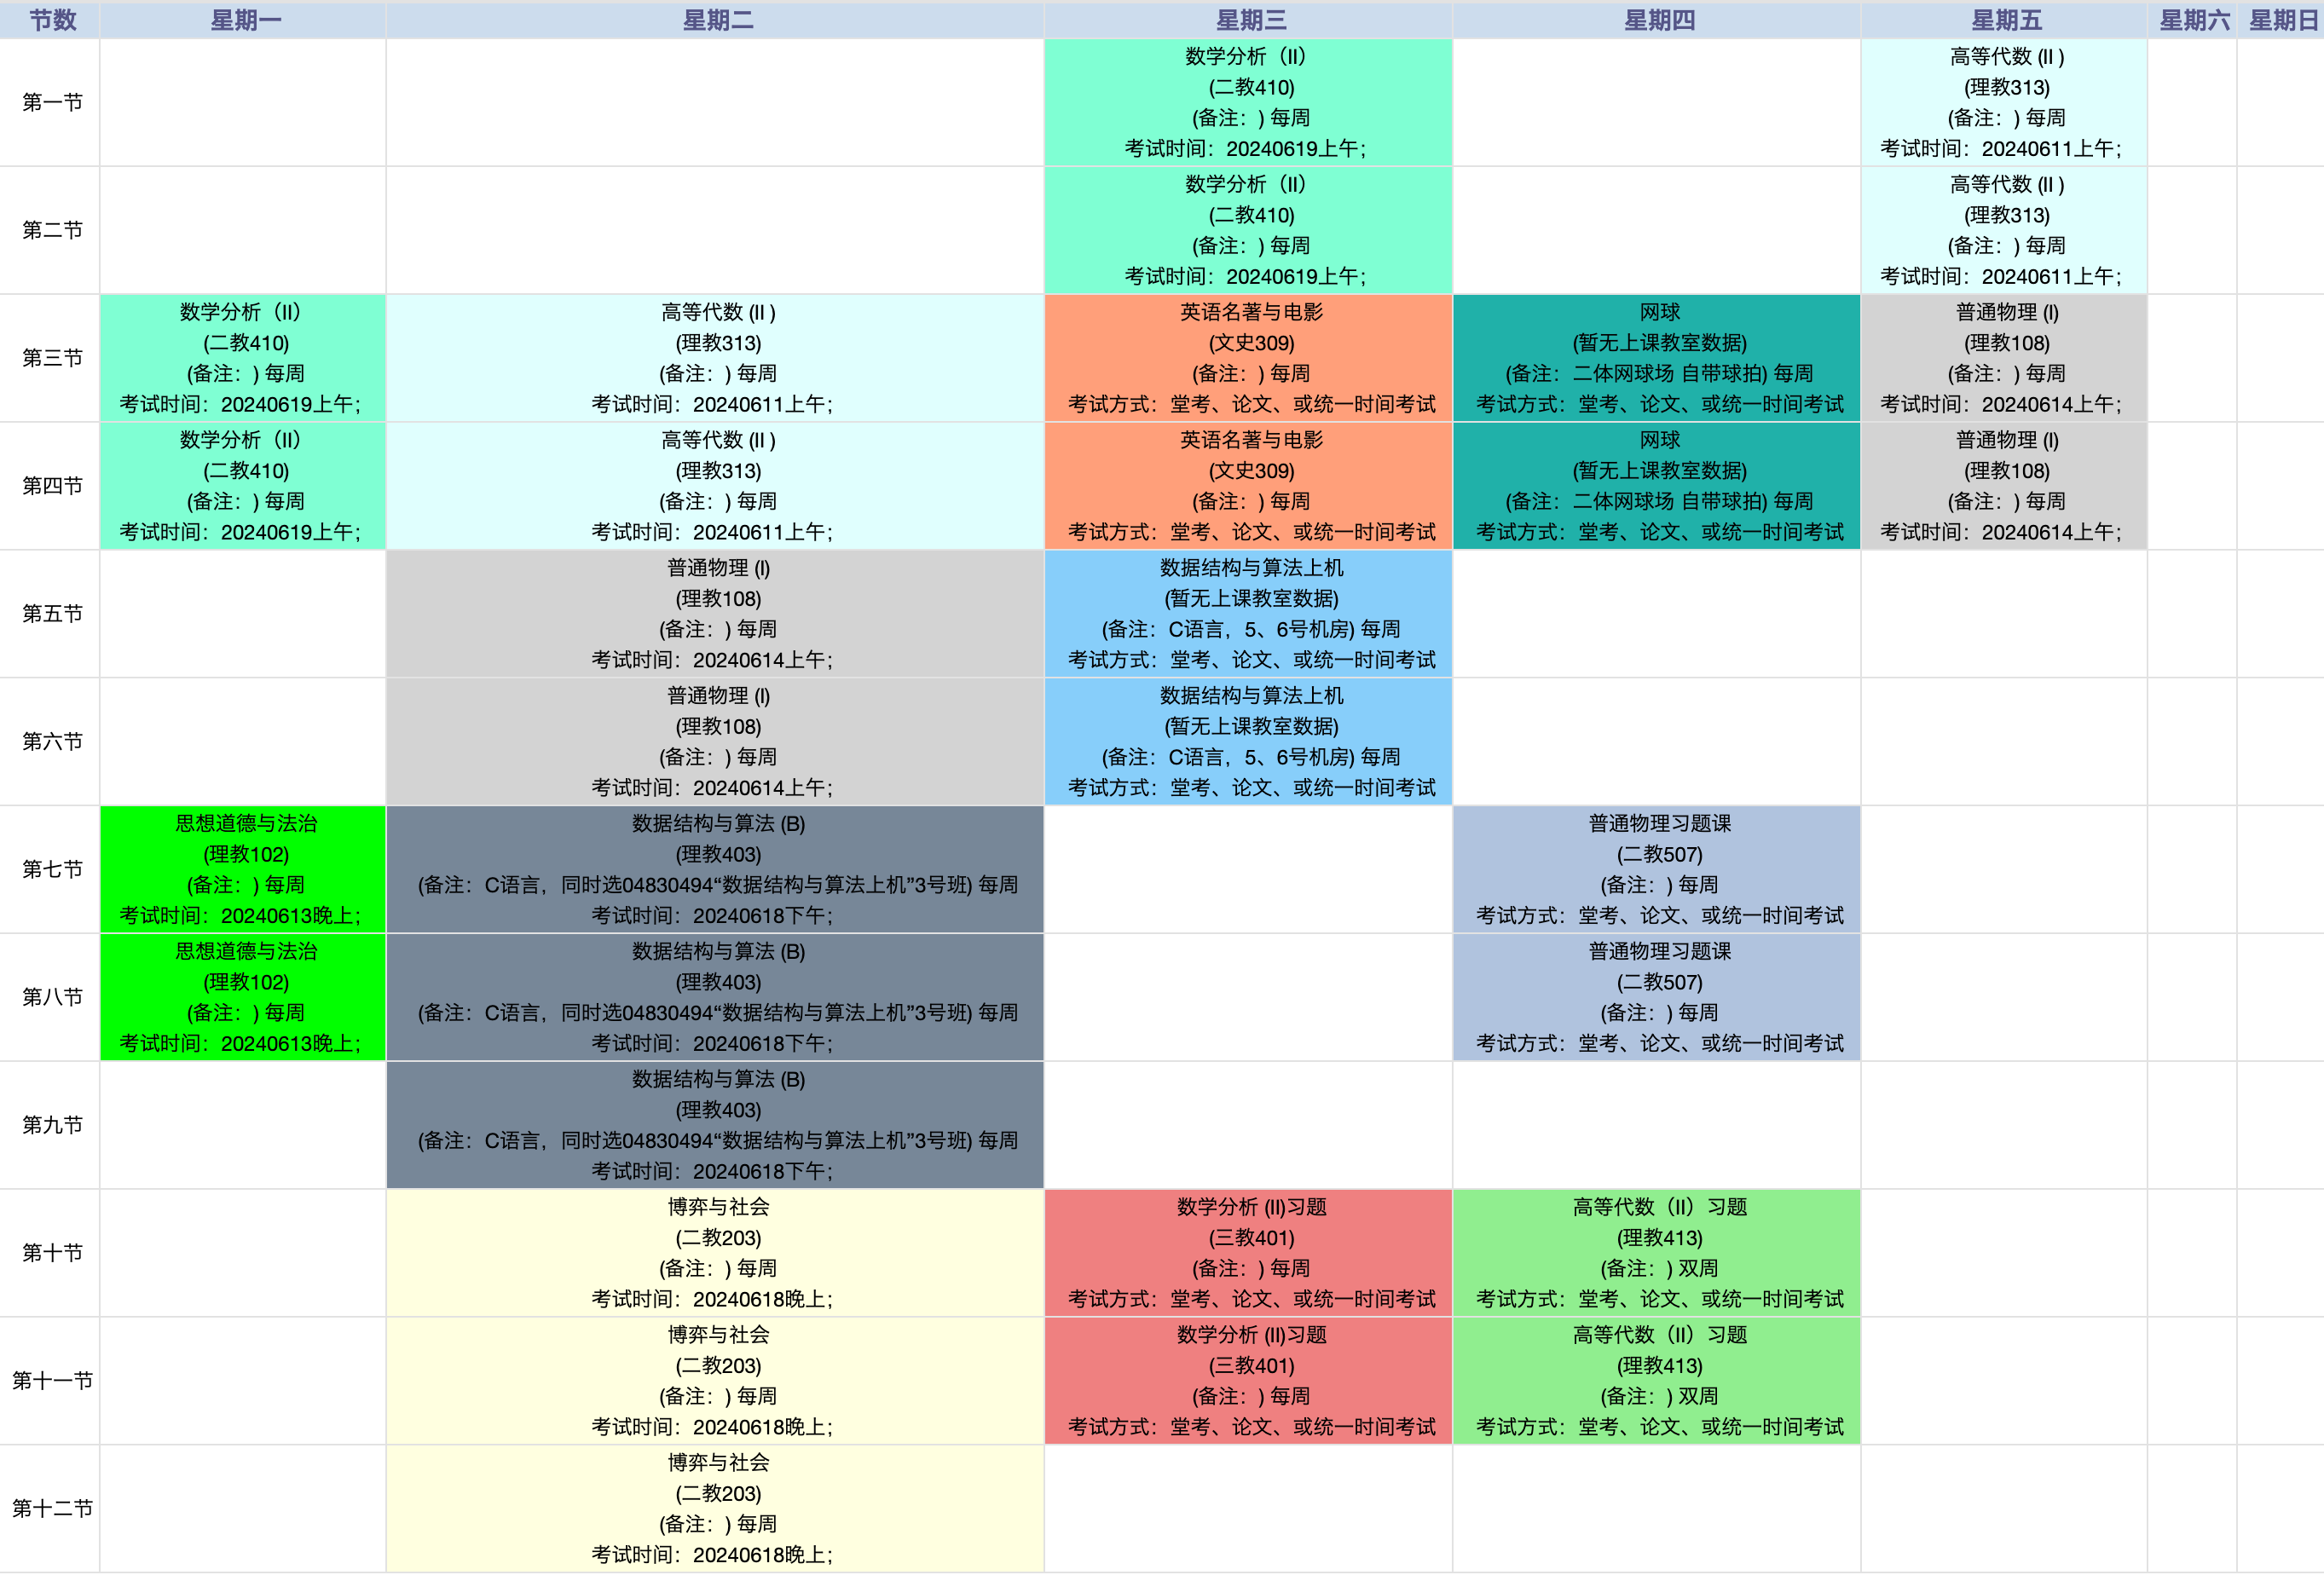 节数 星期一 星期二 星期三 星期四 星期五 星期六 星期日
第一节
数学分析（II）
(二教410)
(备注：) 每周
考试时间：20240619上午；
高等代数 (II )
(理教313)
(备注：) 每周
考试时间：20240611上午；
第二节
数学分析（II）
(二教410)
(备注：) 每周
考试时间：20240619上午；
高等代数 (II )
(理教313)
(备注：) 每周
考试时间：20240611上午；
第三节
数学分析（II）
(二教410)
(备注：) 每周
考试时间：20240619上午；
高等代数 (II )
(理教313)
(备注：) 每周
考试时间：20240611上午；
英语名著与电影
(文史309)
(备注：) 每周
考试方式：堂考、论文、或统一时间考试
网球
(暂无上课教室数据)
(备注：二体网球场 自带球拍) 每周
考试方式：堂考、论文、或统一时间考试
普通物理 (I)
(理教108)
(备注：) 每周
考试时间：20240614上午；
第四节
数学分析（II）
(二教410)
(备注：) 每周
考试时间：20240619上午；
高等代数 (II )
(理教313)
(备注：) 每周
考试时间：20240611上午；
英语名著与电影
(文史309)
(备注：) 每周
考试方式：堂考、论文、或统一时间考试
网球
(暂无上课教室数据)
(备注：二体网球场 自带球拍) 每周
考试方式：堂考、论文、或统一时间考试
普通物理 (I)
(理教108)
(备注：) 每周
考试时间：20240614上午；
第五节
普通物理 (I)
(理教108)
(备注：) 每周
考试时间：20240614上午；
数据结构与算法上机
(暂无上课教室数据)
(备注：C语言，5、6号机房) 每周
考试方式：堂考、论文、或统一时间考试
第六节
普通物理 (I)
(理教108)
(备注：) 每周
考试时间：20240614上午；
数据结构与算法上机
(暂无上课教室数据)
(备注：C语言，5、6号机房) 每周
考试方式：堂考、论文、或统一时间考试
第七节
思想道德与法治
(理教102)
(备注：) 每周
考试时间：20240613晚上；
数据结构与算法 (B)
(理教403)
(备注：C语言，同时选04830494“数据结构与算法上机”3号班) 每周
考试时间：20240618下午；
普通物理习题课
(二教507)
(备注：) 每周
考试方式：堂考、论文、或统一时间考试
第八节
思想道德与法治
(理教102)
(备注：) 每周
考试时间：20240613晚上；
数据结构与算法 (B)
(理教403)
(备注：C语言，同时选04830494“数据结构与算法上机”3号班) 每周
考试时间：20240618下午；
普通物理习题课
(二教507)
(备注：) 每周
考试方式：堂考、论文、或统一时间考试
第九节
数据结构与算法 (B)
(理教403)
(备注：C语言，同时选04830494“数据结构与算法上机”3号班) 每周
考试时间：20240618下午；
第十节
博弈与社会
(二教203)
(备注：) 每周
考试时间：20240618晚上；
数学分析 (II)习题
(三教401)
(备注：) 每周
考试方式：堂考、论文、或统一时间考试
高等代数（II）习题
(理教413)
(备注：) 双周
考试方式：堂考、论文、或统一时间考试
第十一节
博弈与社会
(二教203)
(备注：) 每周
考试时间：20240618晚上；
数学分析 (II)习题
(三教401)
(备注：) 每周
考试方式：堂考、论文、或统一时间考试
高等代数（II）习题
(理教413)
(备注：) 双周
考试方式：堂考、论文、或统一时间考试
第十二节
博弈与社会
(二教203)
(备注：) 每周
考试时间：20240618晚上；